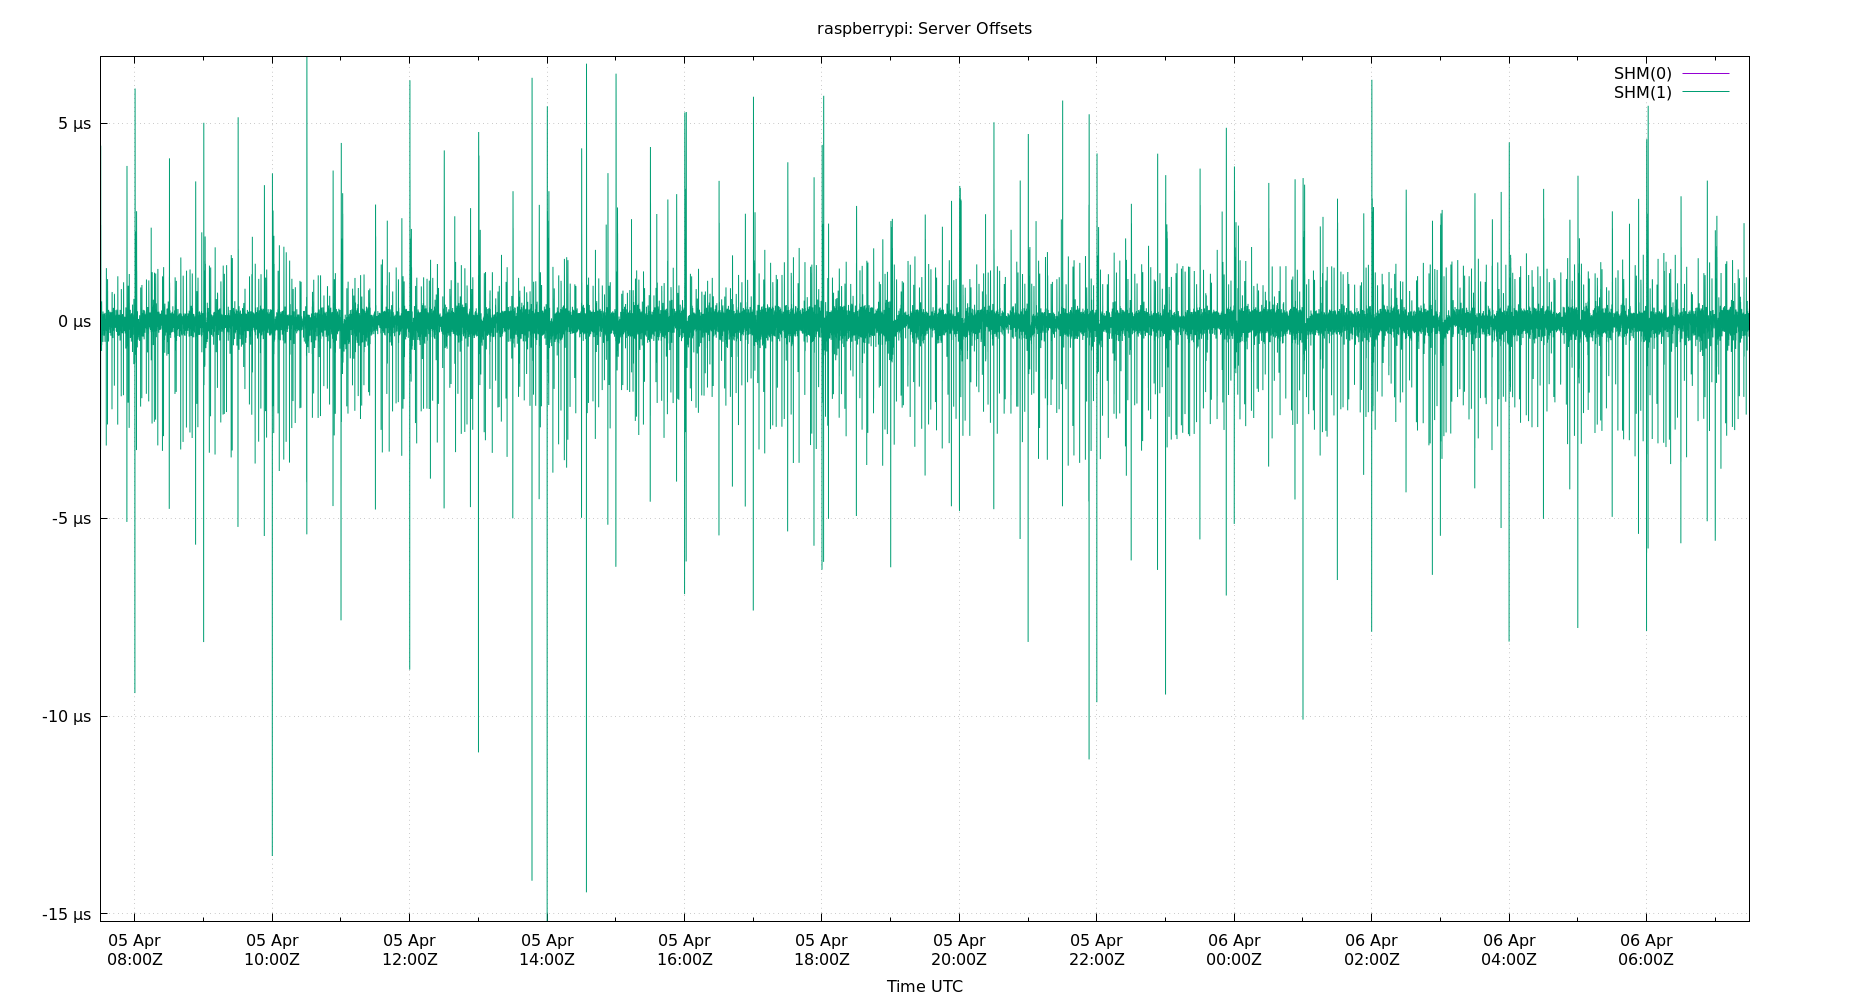 raspberrypi: Server Offsets
SHM(0)
SHM(1)
5 µs
0 µs
-5 µs
-10 µs
-15 µs
05 Apr 05 Apr 05 Apr 05 Apr 05 Apr 05 Apr 05 Apr 05 Apr 06 Apr 06 Apr 06 Apr 06 Apr
08:00Z 10:00Z 12:00Z 14:00Z 16:00Z 18:00Z 20:00Z 22:00Z 00:00Z 02:00Z 04:00Z 06:00Z
Time UTC